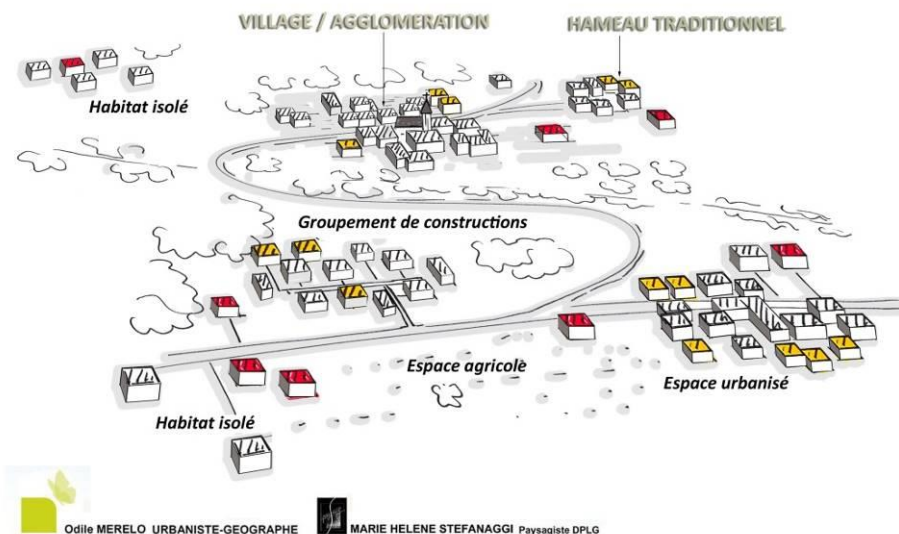 VILLAGE / AGGLOMERATION
HAMEAU TRADITIONNEL
Habitat isolé
Groupement de constructions
Espace agricole
Espace urbanisé
Habitat isolé
Odile MERELO URBANISTE-GEOGRAPHE
MARIE HELENE STEFANAGGI Paysagiste DPLG